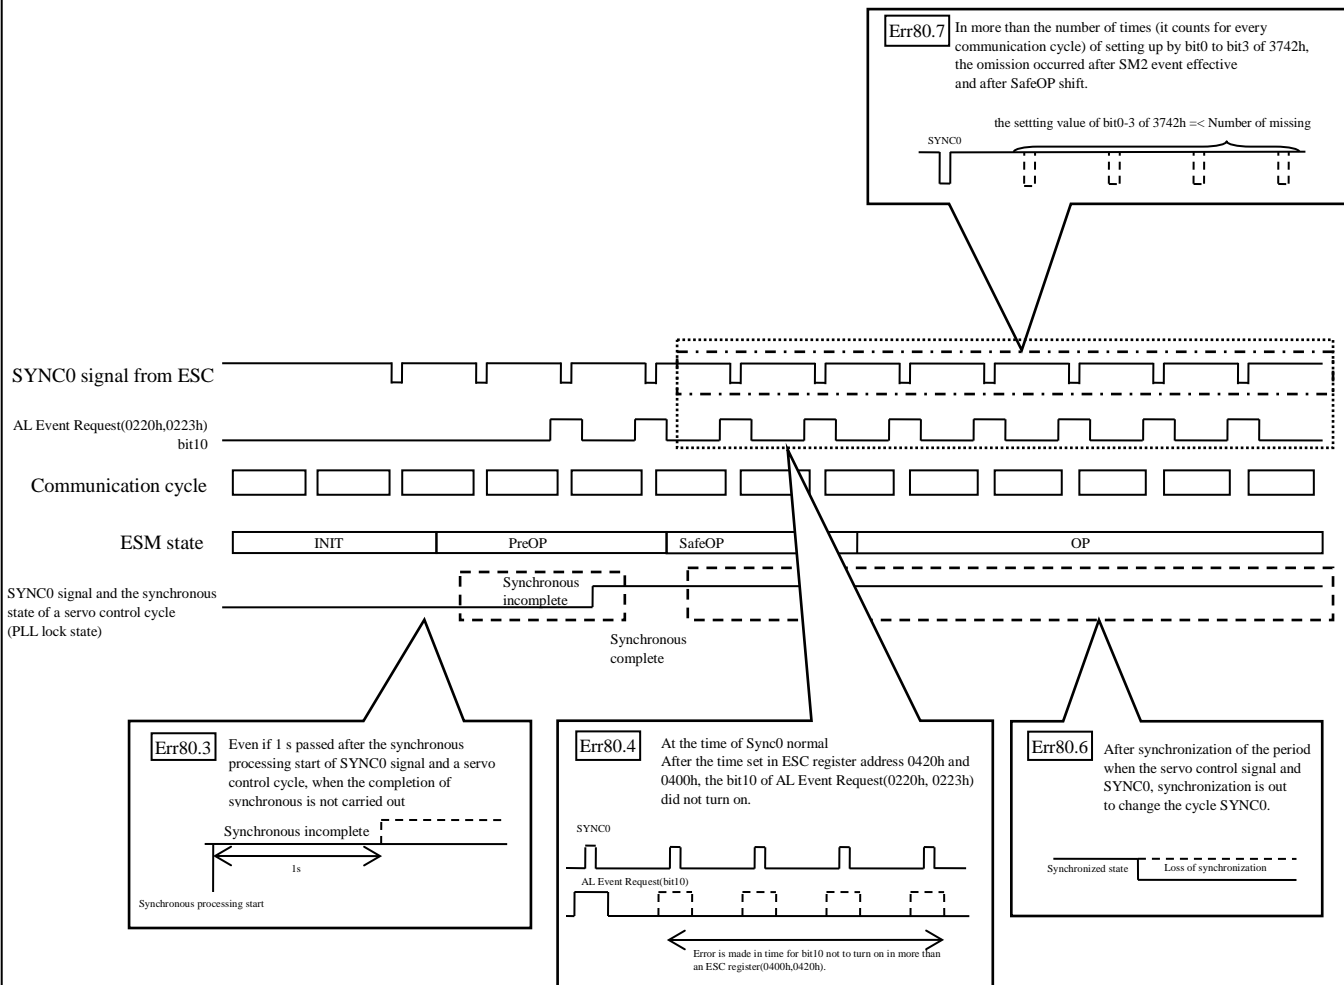 Err80.7
In more than the number of times (it counts for every
communication cycle) of setting up by bit0 to bit3 of 3742h,
the omission occurred after SM2 event effective
and after SafeOP shift.
the settting value of bit0-3 of 3742h =< Number of missing
SYNC0
SYNC0 signal from ESC
AL Event Request(0220h,0223h)
bit10
Communication cycle
ESM state
INIT
PreOP
SafeOP
OP
SYNC0 signal and the synchronous
state of a servo control cycle
(PLL lock state)
Synchronous
incomplete
Synchronous
complete
Err80.3
Even if 1 s passed after the synchronous
processing start of SYNC0 signal and a servo
control cycle, when the completion of
synchronous is not carried out
Synchronous incomplete
1s
Synchronous processing start
Err80.4
At the time of Sync0 normal
After the time set in ESC register address 0420h and
0400h, the bit10 of AL Event Request(0220h, 0223h)
did not turn on.
SYNC0
AL Event Request(bit10)
Error is made in time for bit10 not to turn on in more than
an ESC register(0400h,0420h).
Err80.6
After synchronization of the period
when the servo control signal and
SYNC0, synchronization is out
to change the cycle SYNC0.
Synchronized state
Loss of synchronization